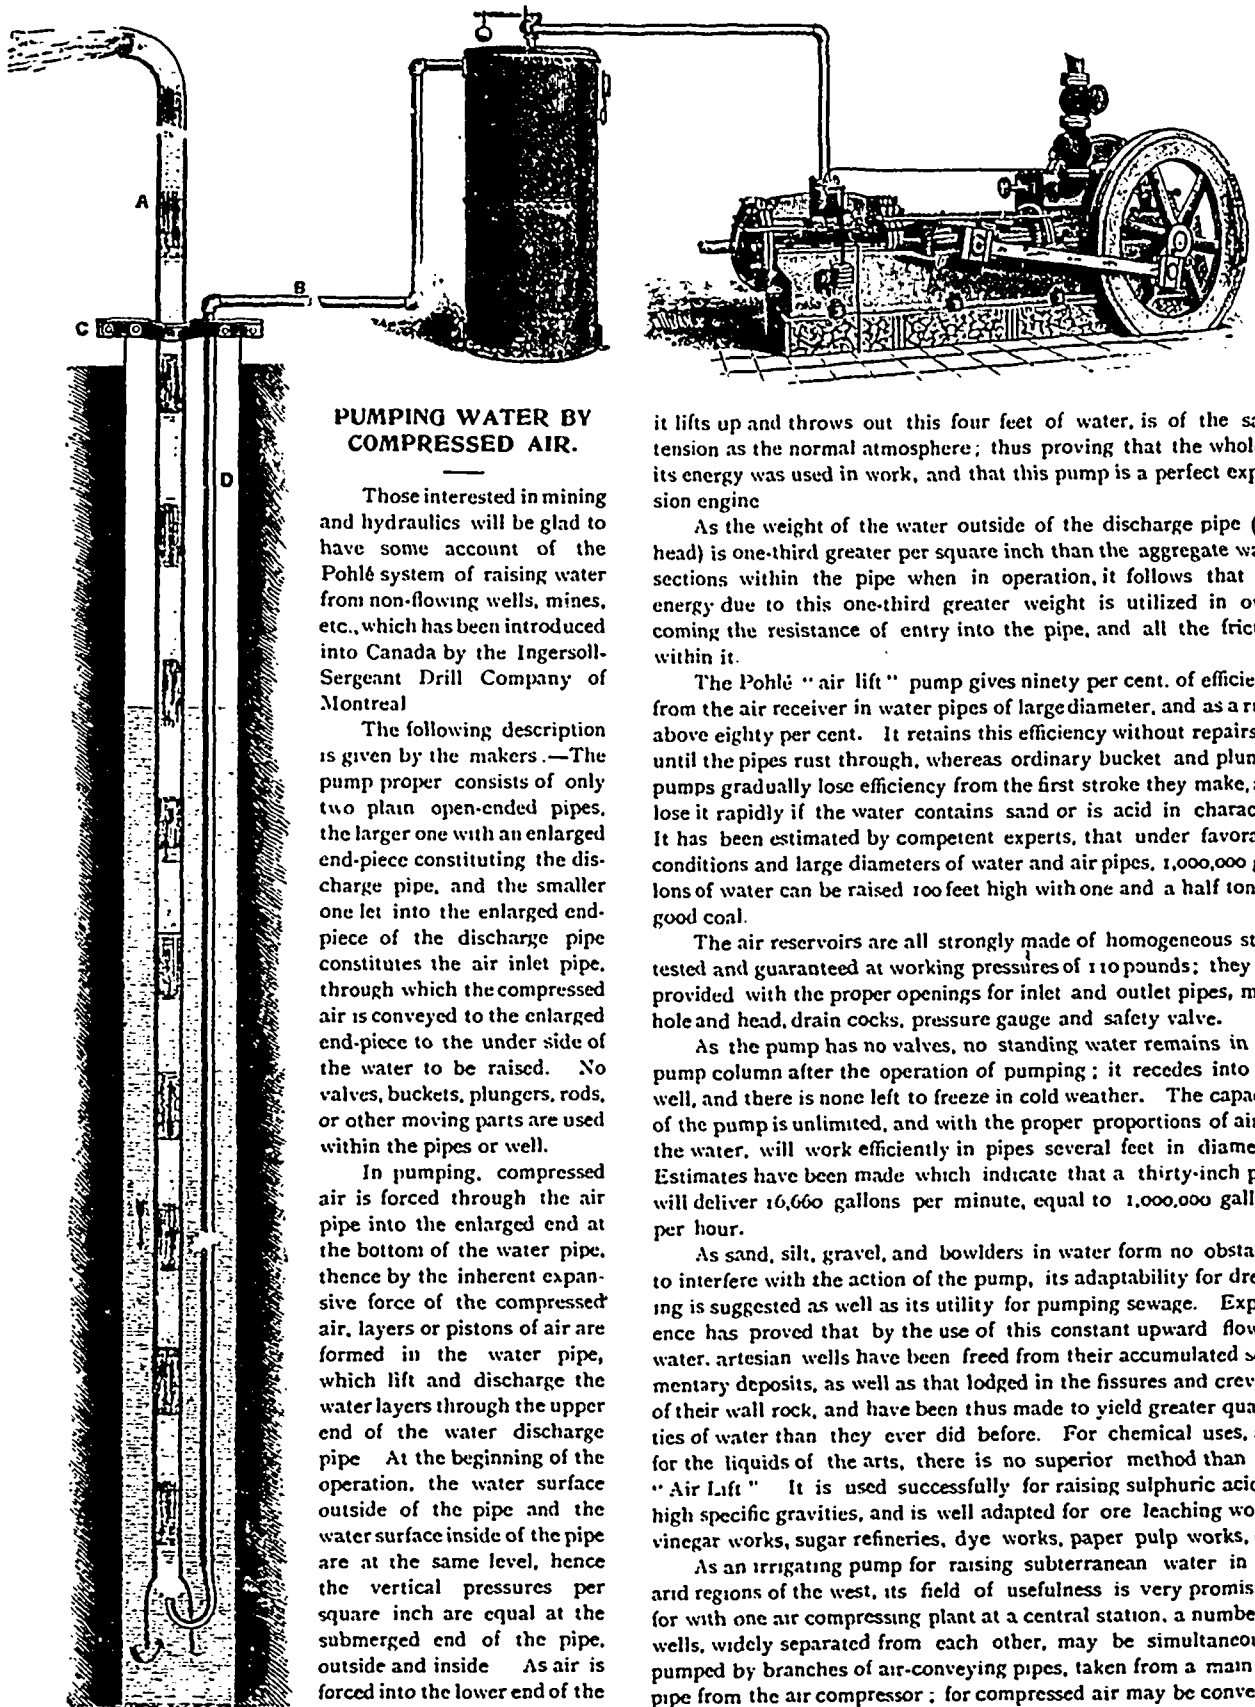 A
B
C
D
PUMPING WATER BY
COMPRESSED AIR.
Those interested in mining
and hydraulics will be glad to
have some account of the
Pohlé system of raising water
from non-flowing wells, mines,
etc., which has been introduced
into Canada by the Ingersoll-
Sergeant Drill Company of
Montreal
The following description
is given by the makers.—The
pump proper consists of only
two plain open-ended pipes,
the larger one with an enlarged
end-piece constituting the dis-
charge pipe, and the smaller
one let into the enlarged end-
piece of the discharge pipe
constitutes the air inlet pipe,
through which the compressed
air is conveyed to the enlarged
end-piece to the under side of
the water to be raised. No
valves, buckets, plungers, rods,
or other moving parts are used
within the pipes or well.
In pumping, compressed
air is forced through the air
pipe into the enlarged end at
the bottom of the water pipe,
thence by the inherent expan-
sive force of the compressed
air, layers or pistons of air are
formed in the water pipe,
which lift and discharge the
water layers through the upper
end of the water discharge
pipe At the beginning of the
operation, the water surface
outside of the pipe and the
water surface inside of the pipe
are at the same level, hence
the vertical pressures per
square inch are equal at the
submerged end of the pipe,
outside and inside As air is
forced into the lower end of the
it lifts up and throws out this four feet of water, is of the sa
tension as the normal atmosphere; thus proving that the whol
its energy was used in work, and that this pump is a perfect exp
sion engine
As the weight of the water outside of the discharge pipe (
head) is one-third greater per square inch than the aggregate wa
sections within the pipe when in operation, it follows that
energy due to this one-third greater weight is utilized in ov
coming the resistance of entry into the pipe, and all the frict
within it.
The Pohlé "air lift" pump gives ninety per cent. of efficie
from the air receiver in water pipes of large diameter, and as a r
above eighty per cent. It retains this efficiency without repairs
until the pipes rust through, whereas ordinary bucket and plun
pumps gradually lose efficiency from the first stroke they make,
lose it rapidly if the water contains sand or is acid in charac
It has been estimated by competent experts, that under favora
conditions and large diameters of water and air pipes, 1,000,000 g
lons of water can be raised 100 feet high with one and a half ton
good coal.
The air reservoirs are all strongly made of homogeneous st
tested and guaranteed at working pressures of 110 pounds; they
provided with the proper openings for inlet and outlet pipes, m
hole and head, drain cocks, pressure gauge and safety valve.
As the pump has no valves, no standing water remains in
pump column after the operation of pumping; it recedes into
well, and there is none left to freeze in cold weather. The capa
of the pump is unlimited, and with the proper proportions of air
the water, will work efficiently in pipes several feet in diame
Estimates have been made which indicate that a thirty-inch p
will deliver 16,660 gallons per minute, equal to 1,000,000 gall
per hour.
As sand, silt, gravel, and bowlders in water form no obsta
to interfere with the action of the pump, its adaptability for dre
ing is suggested as well as its utility for pumping sewage. Exp
ence has proved that by the use of this constant upward flow
water, artesian wells have been freed from their accumulated s
mentary deposits, as well as that lodged in the fissures and crev
of their wall rock, and have been thus made to yield greater qua
ties of water than they ever did before. For chemical uses,
for the liquids of the arts, there is no superior method than
"Air Lift" It is used successfully for raising sulphuric aci
high specific gravities, and is well adapted for ore leaching wo
vinegar works, sugar refineries, dye works, paper pulp works,
As an irrigating pump for raising subterranean water in
arid regions of the west, its field of usefulness is very promis
for with one air compressing plant at a central station, a numbe
wells, widely separated from each other, may be simultaneou
pumped by branches of air-conveying pipes, taken from a main
pipe from the air compressor; for compressed air may be conve